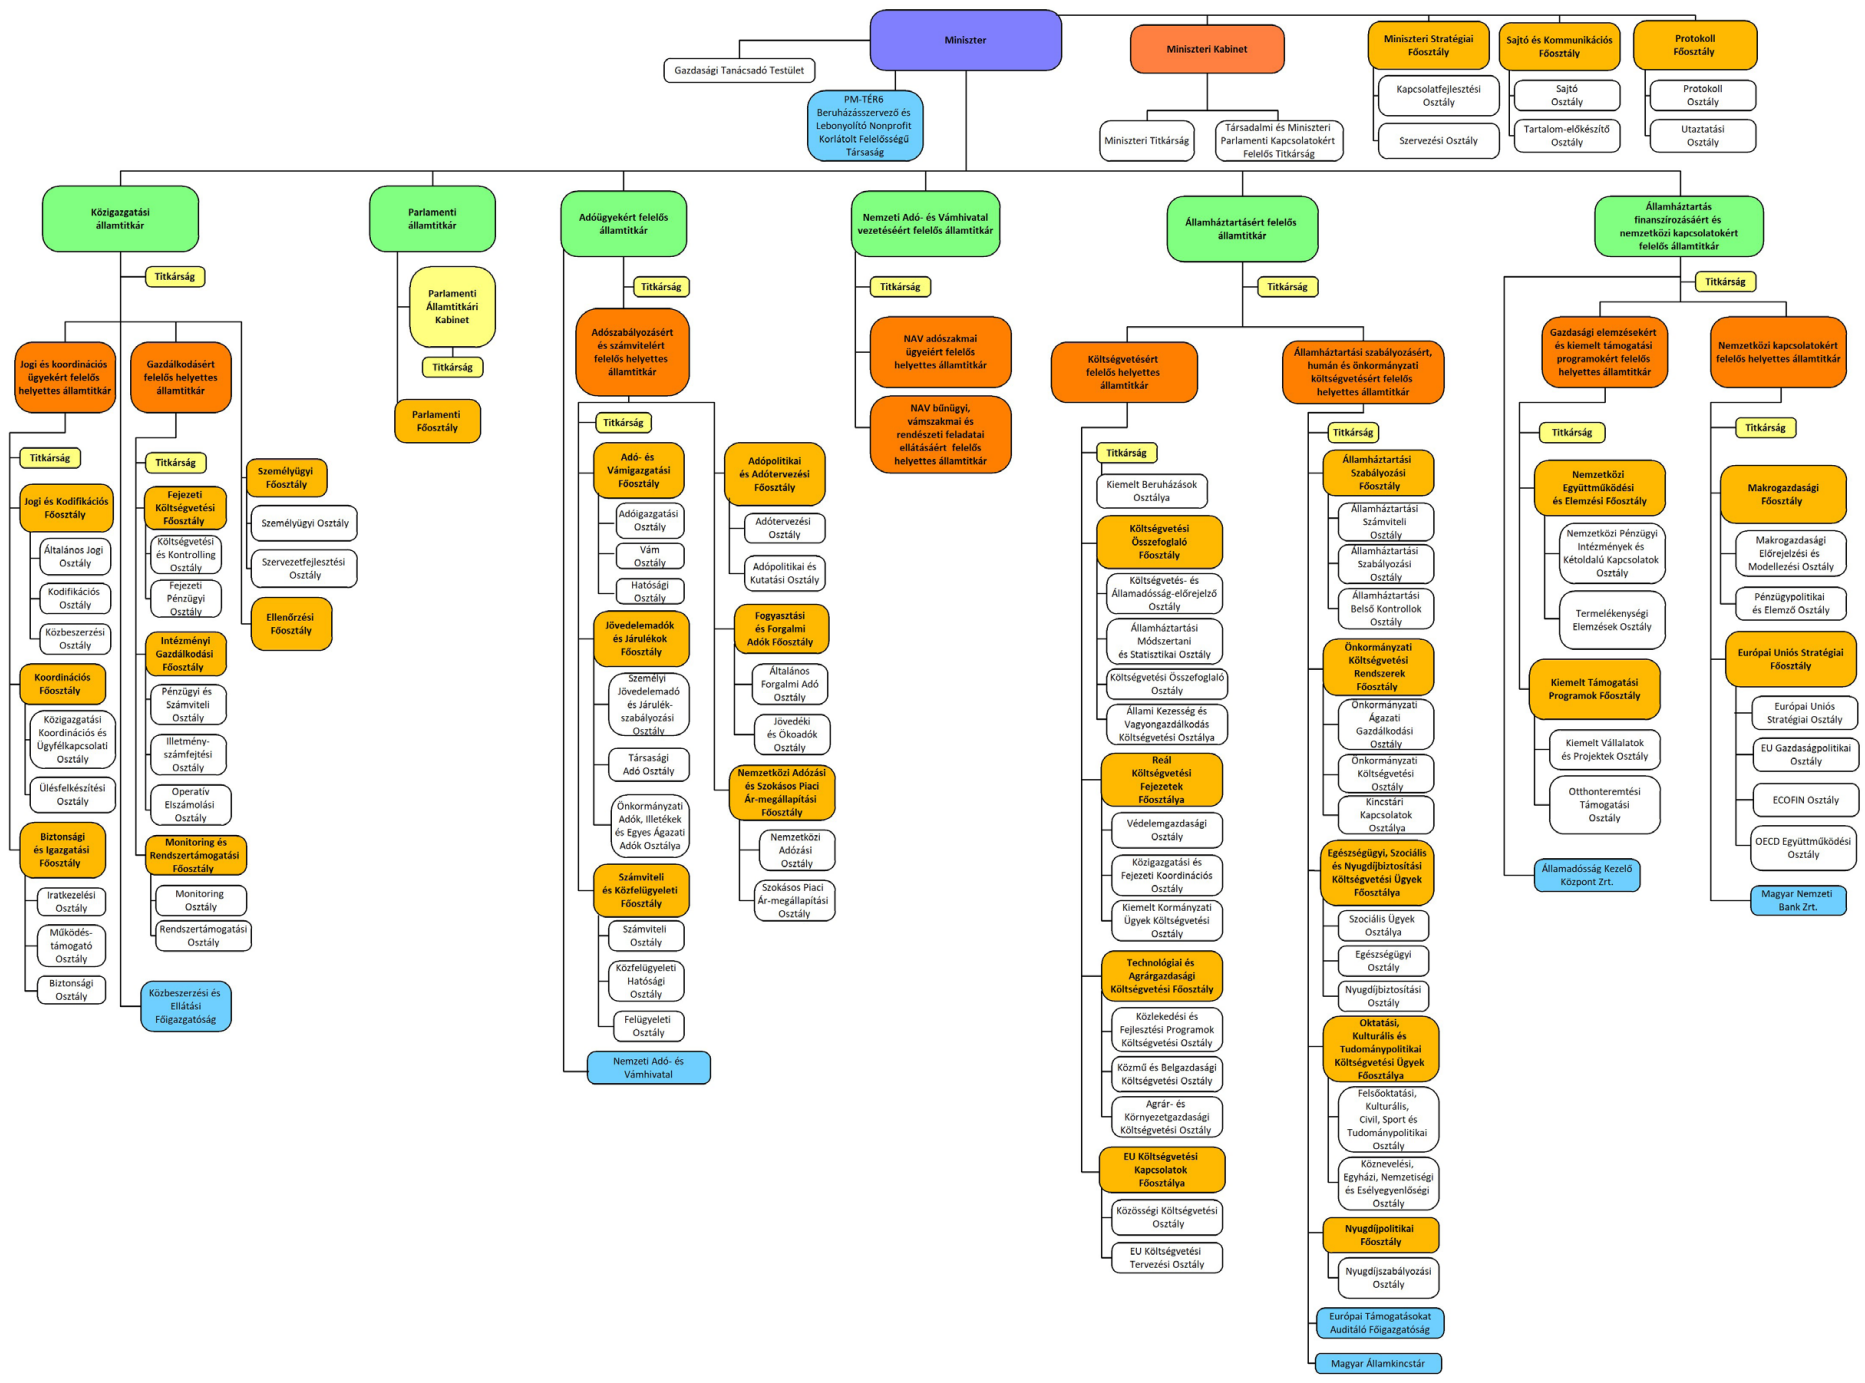 Miniszter
Gazdasági Tanácsadó Testület
PM-TÉR6
Beruházásszervező és
Lebonyolító Nonprofit
Korlátolt Felelősségű
Társaság
Miniszteri Kabinet
Miniszteri Titkárság
Társadalmi és Miniszteri
Parlamenti Kapcsolatokért
Felelős Titkárság
Miniszteri Stratégiai
Főosztály
Kapcsolatfejlesztési
Osztály
Szervezési Osztály
Sajtó és Kommunikációs
Főosztály
Sajtó
Osztály
Tartalom-előkészítő
Osztály
Protokoll
Főosztály
Protokoll
Osztály
Utaztatási
Osztály
Közigazgatási
államtitkár
Titkárság
Jogi és koordinációs
ügyekért felelős
helyettes államtitkár
Titkárság
Jogi és Kodifikációs
Főosztály
Általános Jogi
Osztály
Kodifikációs
Osztály
Közbeszerzési
Osztály
Koordinációs
Főosztály
Közigazgatási
Koordinációs és
Ügyfélkapcsolati
Osztály
Ülésfelkészítési
Osztály
Biztonsági
és Igazgatási
Főosztály
Iratkezelési
Osztály
Működés-
támogató
Osztály
Biztonsági
Osztály
Gazdálkodásért
felelős helyettes
államtitkár
Titkárság
Fejezeti
Költségvetési
Főosztály
Költségvetési
és Kontrolling
Osztály
Fejezeti
Pénzügyi
Osztály
Intézményi
Gazdálkodási
Főosztály
Pénzügyi és
Számviteli
Osztály
Illetmény-
számfejtési
Osztály
Operatív
Elszámolási
Osztály
Monitoring és
Rendszertámogatási
Főosztály
Monitoring
Osztály
Rendszertámogatási
Osztály
Személyügyi
Főosztály
Személyügyi Osztály
Szervezetfejlesztési
Osztály
Ellenőrzési
Főosztály
Közbeszerzési és
Ellátási
Főigazgatóság
Parlamenti
államtitkár
Parlamenti
Államtitkári
Kabinet
Titkárság
Parlamenti
Főosztály
Adóügyekért felelős
államtitkár
Titkárság
Adószabályozásért
és számvitelért
felelős helyettes
államtitkár
Titkárság
Adó- és
Vámigazgatási
Főosztály
Adóigazgatási
Osztály
Vám
Osztály
Hatósági
Osztály
Jövedelemadók
és Járulékok
Főosztály
Személyi
Jövedelemadó
és Járulék-
szabályozási
Osztály
Társasági
Adó Osztály
Önkormányzati
Adók, Illetékek
és Egyes Ágazati
Adók Osztálya
Számviteli
és Közfelügyeleti
Főosztály
Számviteli
Osztály
Közfelügyeleti
Hatósági
Osztály
Felügyeleti
Osztály
Nemzeti Adó- és
Vámhivatal
Adópolitikai
és Adótervezési
Főosztály
Adótervezési
Osztály
Adópolitikai és
Kutatási Osztály
Fogyasztási
és Forgalmi
Adók Főosztály
Általános
Forgalmi Adó
Osztály
Jövedéki
és Ökoadók
Osztály
Nemzetközi Adózási
és Szokásos Piaci
Ár-megállapítási
Főosztály
Nemzetközi
Adózási
Osztály
Szokásos Piaci
Ár-megállapítási
Osztály
Nemzeti Adó- és Vámhivatal
vezetéséért felelős államtitkár
Titkárság
NAV adószakmai
ügyeiért felelős
helyettes államtitkár
NAV bűnügyi,
vámszakmai és
rendészeti feladatai
ellátásáért felelős
helyettes államtitkár
Államháztartásért felelős
államtitkár
Titkárság
Költségvetésért
felelős helyettes
államtitkár
Titkárság
Kiemelt Beruházások
Osztálya
Költségvetési
Összefoglaló
Főosztály
Költségvetés- és
Államadósság-előrejelző
Osztály
Államháztartási
Módszertani
és Statisztikai Osztály
Költségvetési Összefoglaló
Osztály
Állami Kezesség és
Vagyongazdálkodás
Költségvetési Osztálya
Reál
Költségvetési
Fejezetek
Főosztálya
Védelemgazdasági
Osztály
Közigazgatási és
Fejezeti Koordinációs
Osztály
Kiemelt Kormányzati
Ügyek Költségvetési
Osztály
Technológiai és
Agrárgazdasági
Költségvetési Főosztály
Közlekedési és
Fejlesztési Programok
Költségvetési Osztály
Közmű és Belgazdasági
Költségvetési Osztály
Agrár- és
Környezetgazdasági
Költségvetési Osztály
EU Költségvetési
Kapcsolatok
Főosztálya
Közösségi Költségvetési
Osztály
EU Költségvetési
Tervezési Osztály
Államháztartási szabályozásért,
humán és önkormányzati
költségvetésért felelős
helyettes államtitkár
Titkárság
Államháztartási
Szabályozási
Főosztály
Államháztartási
Számviteli
Osztály
Államháztartási
Szabályozási
Osztály
Államháztartási
Belső Kontrollok
Osztály
Önkormányzati
Költségvetési
Rendszerek
Főosztály
Önkormányzati
Ágazati
Gazdálkodási
Osztály
Önkormányzati
Költségvetési
Osztály
Kincstári
Kapcsolatok
Osztálya
Egészségügyi, Szociális
és Nyugdíjbiztosítási
Költségvetési Ügyek
Főosztálya
Szociális Ügyek
Osztálya
Egészségügyi
Osztály
Nyugdíjbiztosítási
Osztály
Oktatási,
Kulturális és
Tudománypolitikai
Költségvetési Ügyek
Főosztálya
Felsőoktatási,
Kulturális,
Civil, Sport és
Tudománypolitikai
Osztály
Köznevelési,
Egyházi, Nemzetiségi
és Esélyegyenlőségi
Osztály
Nyugdíjpolitikai
Főosztály
Nyugdíjszabályozási
Osztály
Európai Támogatásokat
Auditáló Főigazgatóság
Magyar Államkincstár
Államháztartás
finanszírozásáért és
nemzetközi kapcsolatokért
felelős államtitkár
Titkárság
Gazdasági elemzésekért
és kiemelt támogatási
programokért felelős
helyettes államtitkár
Titkárság
Nemzetközi
Együttműködési
és Elemzési Főosztály
Nemzetközi Pénzügyi
Intézmények és
Kétoldalú Kapcsolatok
Osztály
Termelékenységi
Elemzések Osztály
Kiemelt Támogatási
Programok Főosztály
Kiemelt Vállalatok
és Projektek Osztály
Otthonteremtési
Támogatási
Osztály
Államadósság Kezelő
Központ Zrt.
Nemzetközi kapcsolatokért
felelős helyettes államtitkár
Titkárság
Makrogazdasági
Főosztály
Makrogazdasági
Előrejelzési és
Modellezési Osztály
Pénzügypolitikai
és Elemző Osztály
Európai Uniós Stratégiai
Főosztály
Európai Uniós
Stratégiai Osztály
EU Gazdaságpolitikai
Osztály
ECOFIN Osztály
OECD Együttműködési
Osztály
Magyar Nemzeti
Bank Zrt.